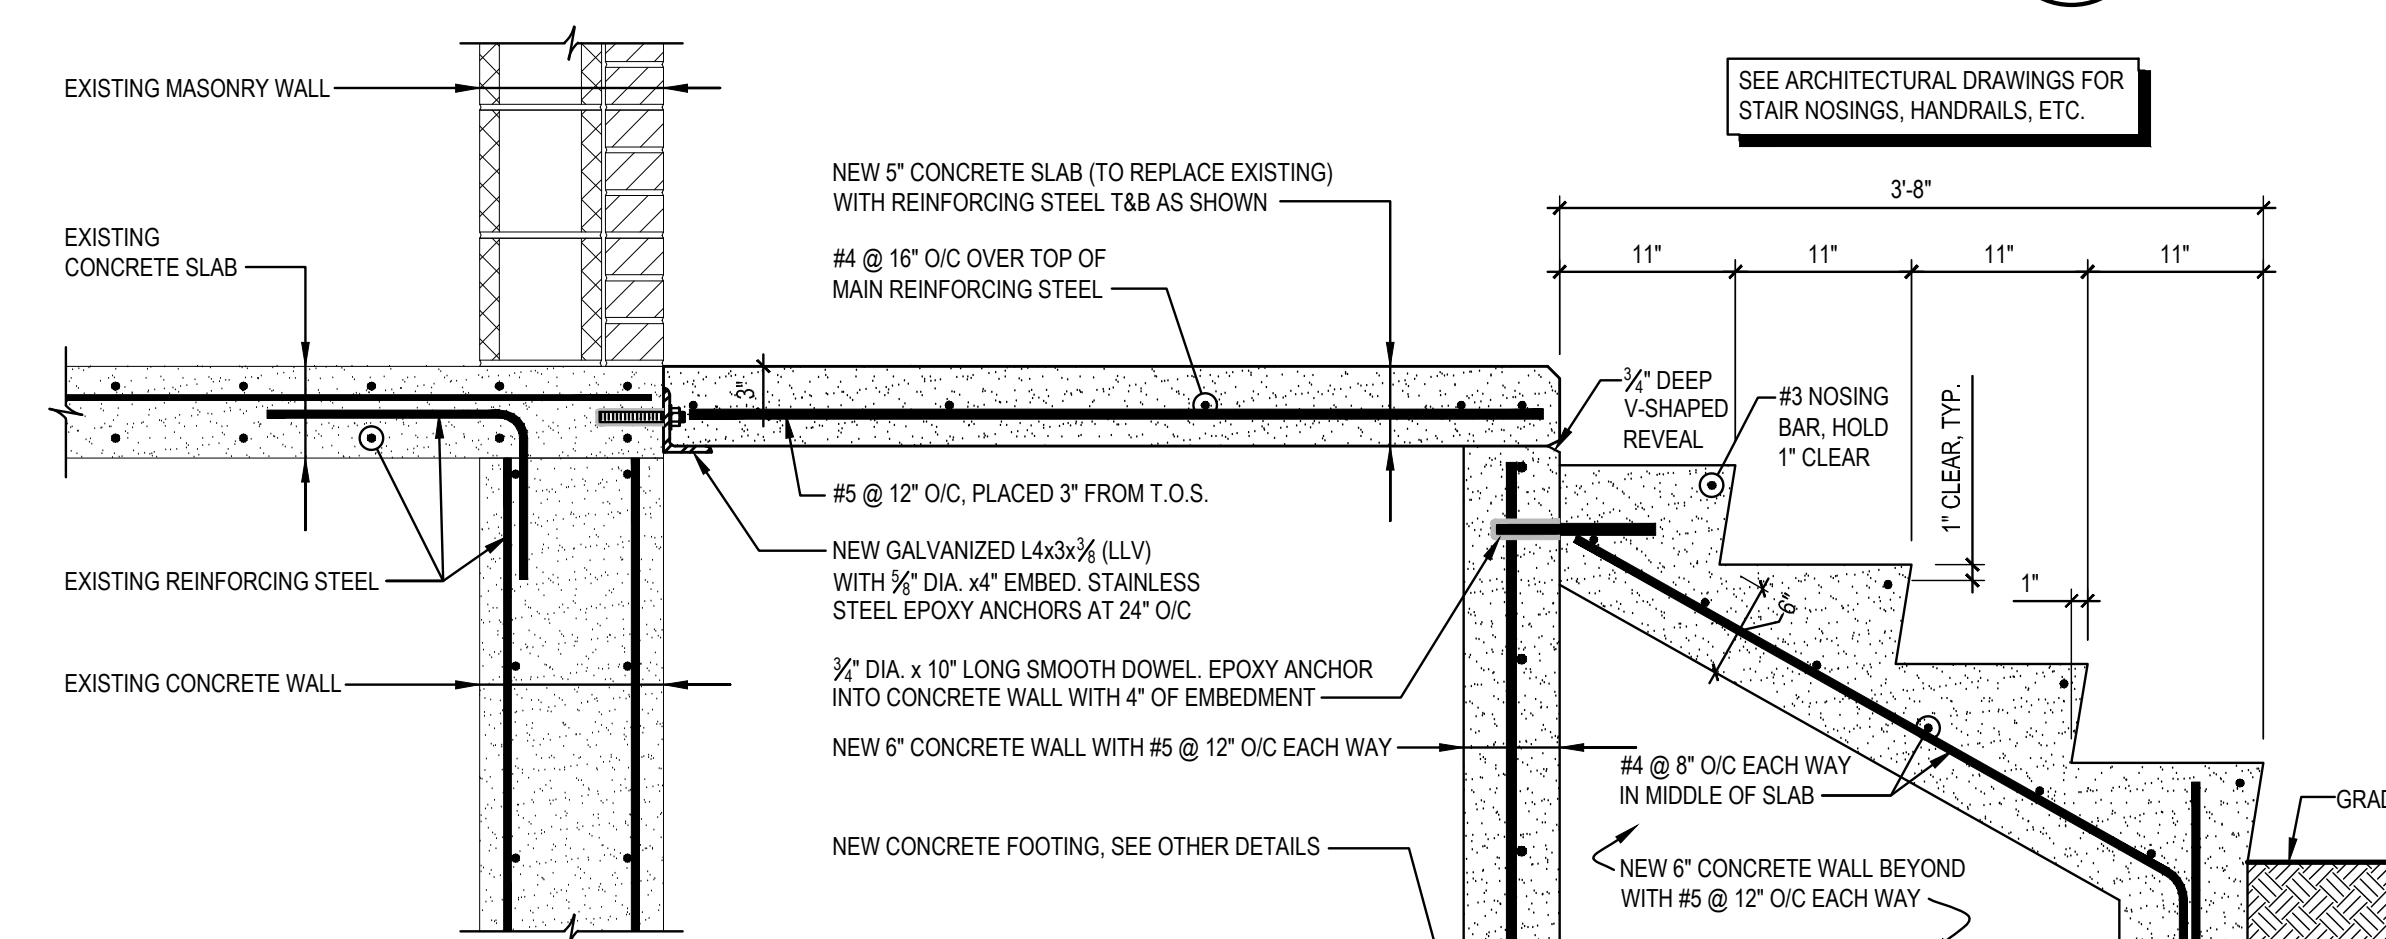 SEE ARCHITECTURAL DRAWINGS FOR
STAIR NOSINGS, HANDRAILS, ETC.
EXISTING MASONRY WALL
NEW 5" CONCRETE SLAB (TO REPLACE EXISTING)
WITH REINFORCING STEEL T&B AS SHOWN
3'-8"
EXISTING
CONCRETE SLAB
#4 @ 16" O/C OVER TOP OF
MAIN REINFORCING STEEL
11"
11"
11"
11"
3"
3/4" DEEP
V-SHAPED
REVEAL
#3 NOSING
BAR, HOLD
1" CLEAR
1" CLEAR, TYP.
#5 @ 12" O/C, PLACED 3" FROM T.O.S.
NEW GALVANIZED L4x3x3/8 (LLV)
WITH 5/8" DIA. x4" EMBED. STAINLESS
STEEL EPOXY ANCHORS AT 24" O/C
EXISTING REINFORCING STEEL
1"
6"
3/4" DIA. x 10" LONG SMOOTH DOWEL. EPOXY ANCHOR
INTO CONCRETE WALL WITH 4" OF EMBEDMENT
EXISTING CONCRETE WALL
NEW 6" CONCRETE WALL WITH #5 @ 12" O/C EACH WAY
#4 @ 8" O/C EACH WAY
IN MIDDLE OF SLAB
GRAD
NEW CONCRETE FOOTING, SEE OTHER DETAILS
NEW 6" CONCRETE WALL BEYOND
WITH #5 @ 12" O/C EACH WAY